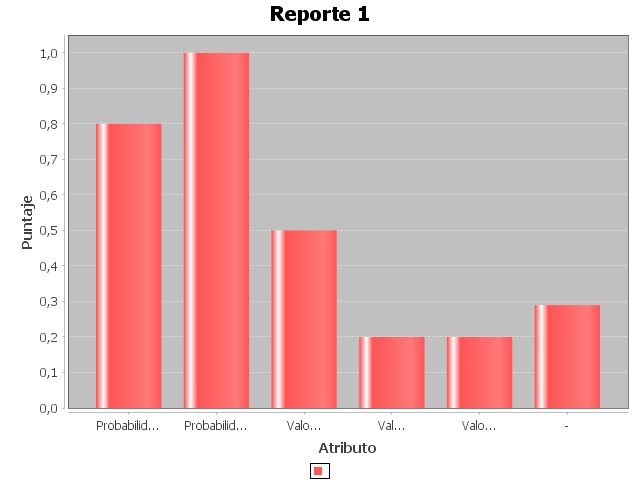 Reporte 1
1,0
0,9
0,8
0,7
0,6
0,5
0,4
0,3
0,2
0,1
0,0
Puntaje
Probabilid... Probabilid... Valo... Val... Valo... -
Atributo